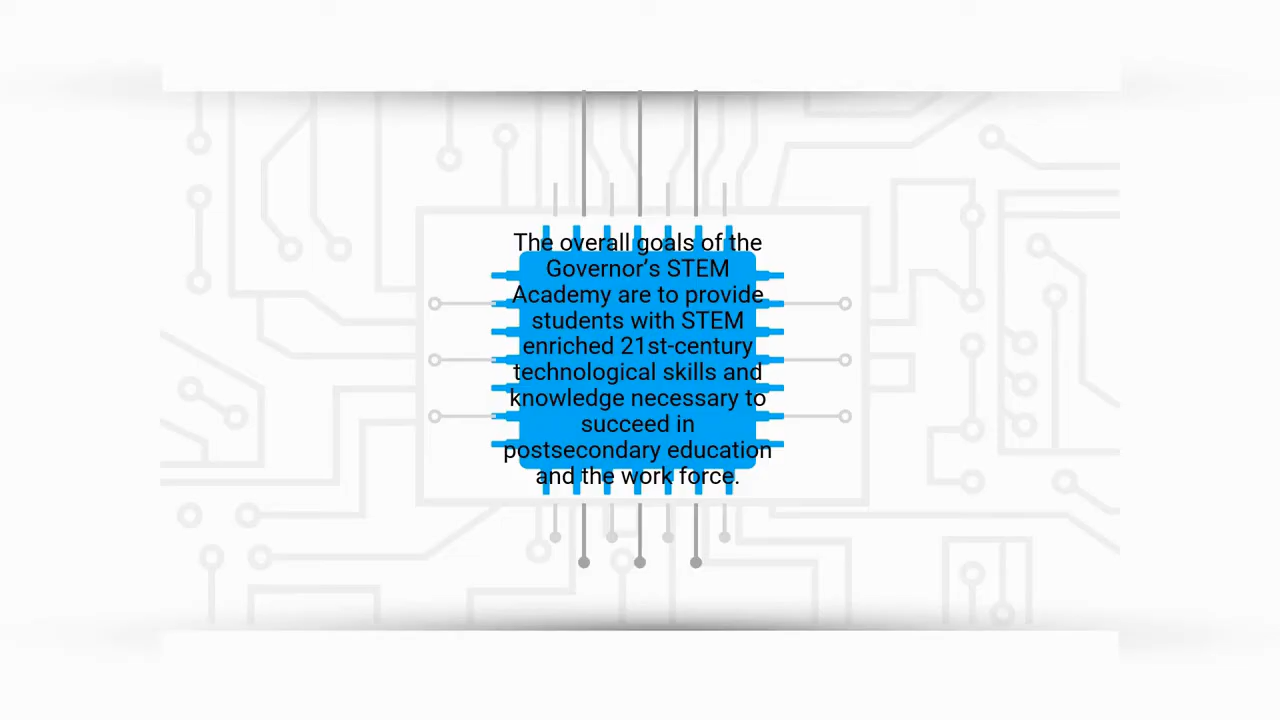 The overall goals of the
Governor’s STEM
Academy are to provide
students with STEM
enriched 21st-century
technological skills and
knowledge necessary to
succeed in
postsecondary education
and the work force.